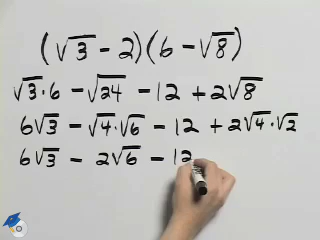 (√3 - 2)(6 - √8)
√3·6 - √24 - 12 + 2√8
6√3 - √4·√6 - 12 + 2√4·√2
6√3 - 2√6 - 12